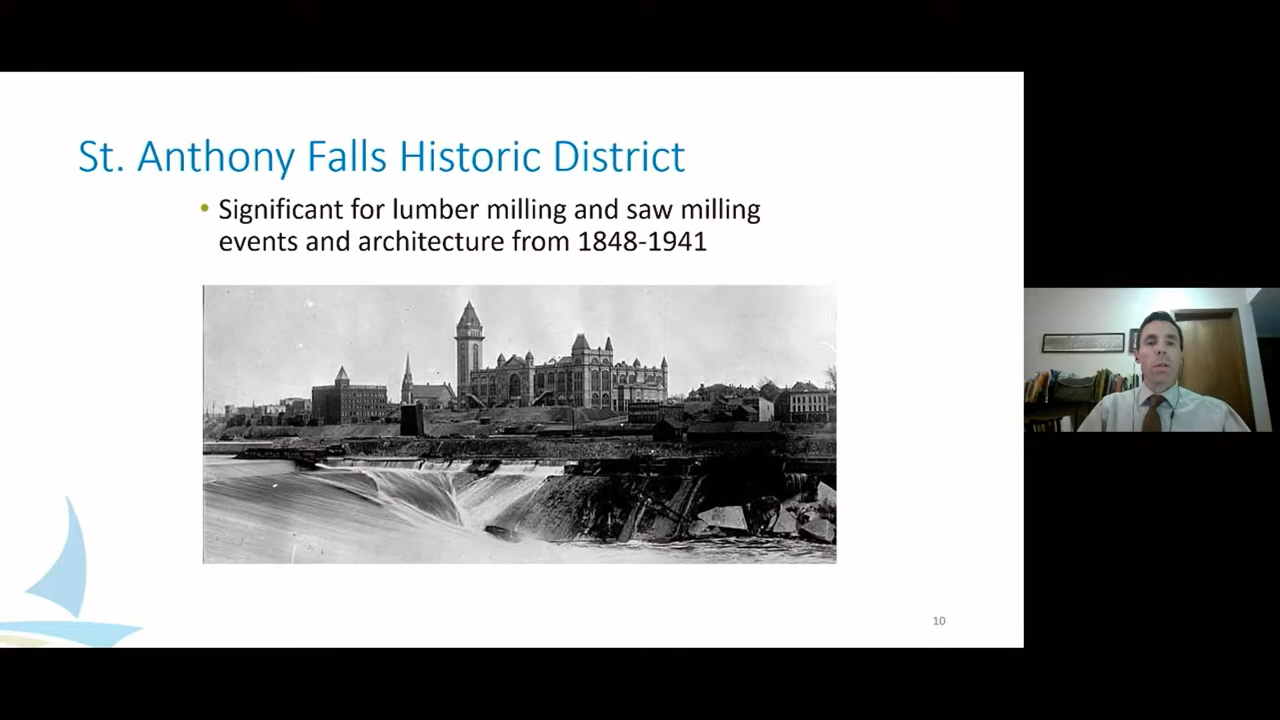 St. Anthony Falls Historic District
• Significant for lumber milling and saw milling
events and architecture from 1848-1941
10